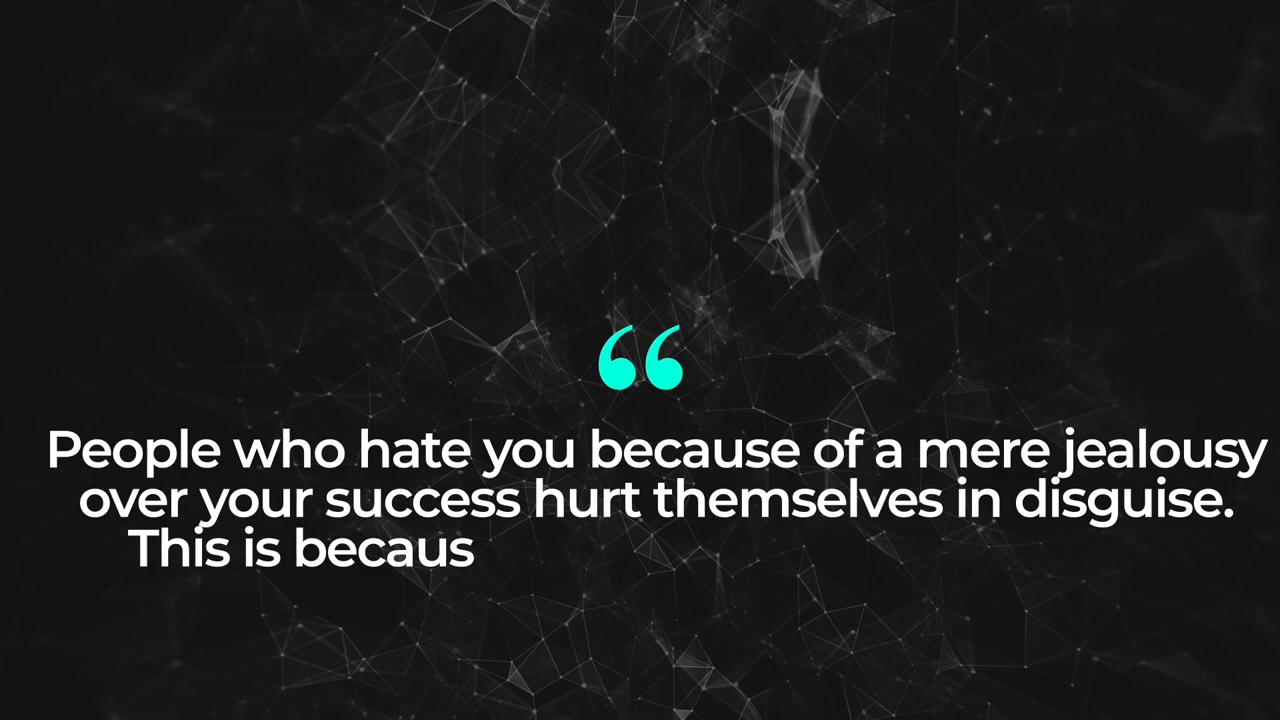 “
People who hate you because of a mere jealousy
over your success hurt themselves in disguise.
This is becaus